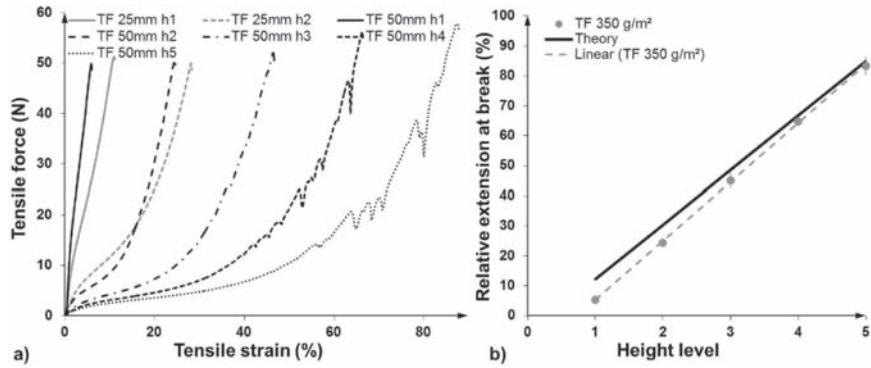 TF 25mm h1 TF 25mm h2 TF 50mm h1
TF 50mm h2 TF 50mm h3 TF 50mm h4
TF 50mm h5
60
50
40
30
20
10
0
Tensile force (N)
0 20 40 60 80
Tensile strain (%)
a)
TF 350 g/m²
Theory
Linear (TF 350 g/m²)
100
90
80
70
60
50
40
30
20
10
0
Relative extension at break (%)
0 1 2 3 4 5
Height level
b)